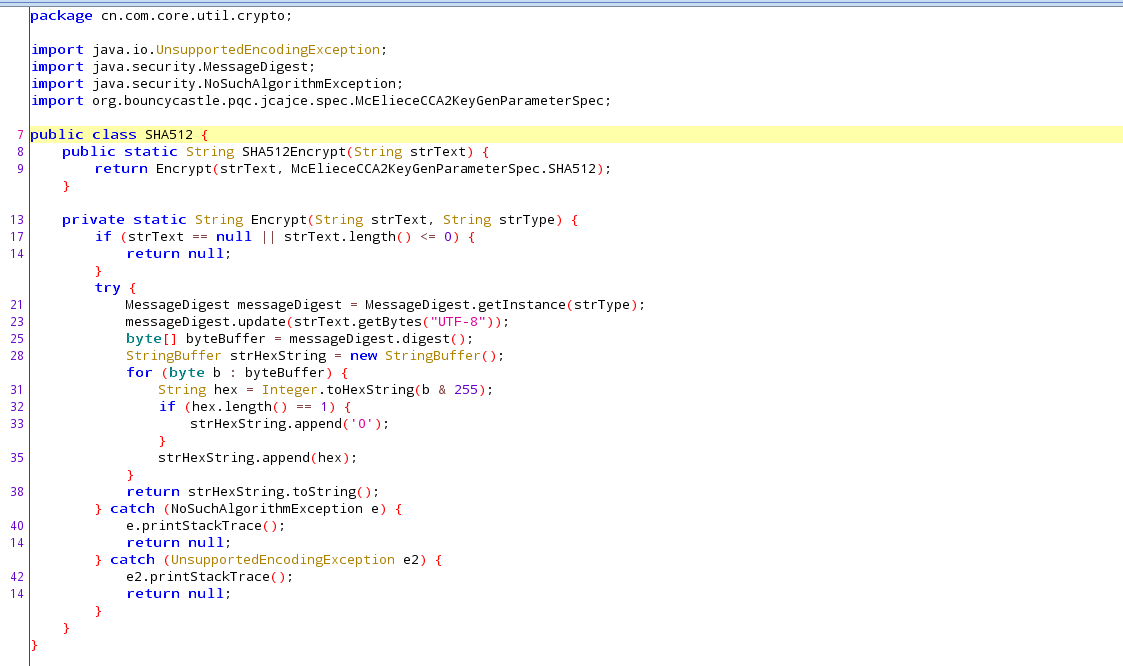 package cn.com.core.util.crypto;
import java.io.UnsupportedEncodingException;
import java.security.MessageDigest;
import java.security.NoSuchAlgorithmException;
import org.bouncycastle.pqc.jcajce.spec.McElieceCCA2KeyGenParameterSpec;
7 public class SHA512 {
8 public static String SHA512Encrypt(String strText) {
9 return Encrypt(strText, McElieceCCA2KeyGenParameterSpec.SHA512);
}
13 private static String Encrypt(String strText, String strType) {
17 if (strText == null || strText.length() <= 0) {
14 return null;
}
try {
21 MessageDigest messageDigest = MessageDigest.getInstance(strType);
23 messageDigest.update(strText.getBytes("UTF-8"));
25 byte[] byteBuffer = messageDigest.digest();
28 StringBuffer strHexString = new StringBuffer();
for (byte b : byteBuffer) {
31 String hex = Integer.toHexString(b & 255);
32 if (hex.length() == 1) {
33 strHexString.append('0');
}
35 strHexString.append(hex);
}
38 return strHexString.toString();
} catch (NoSuchAlgorithmException e) {
40 e.printStackTrace();
14 return null;
} catch (UnsupportedEncodingException e2) {
42 e2.printStackTrace();
14 return null;
}
}
}